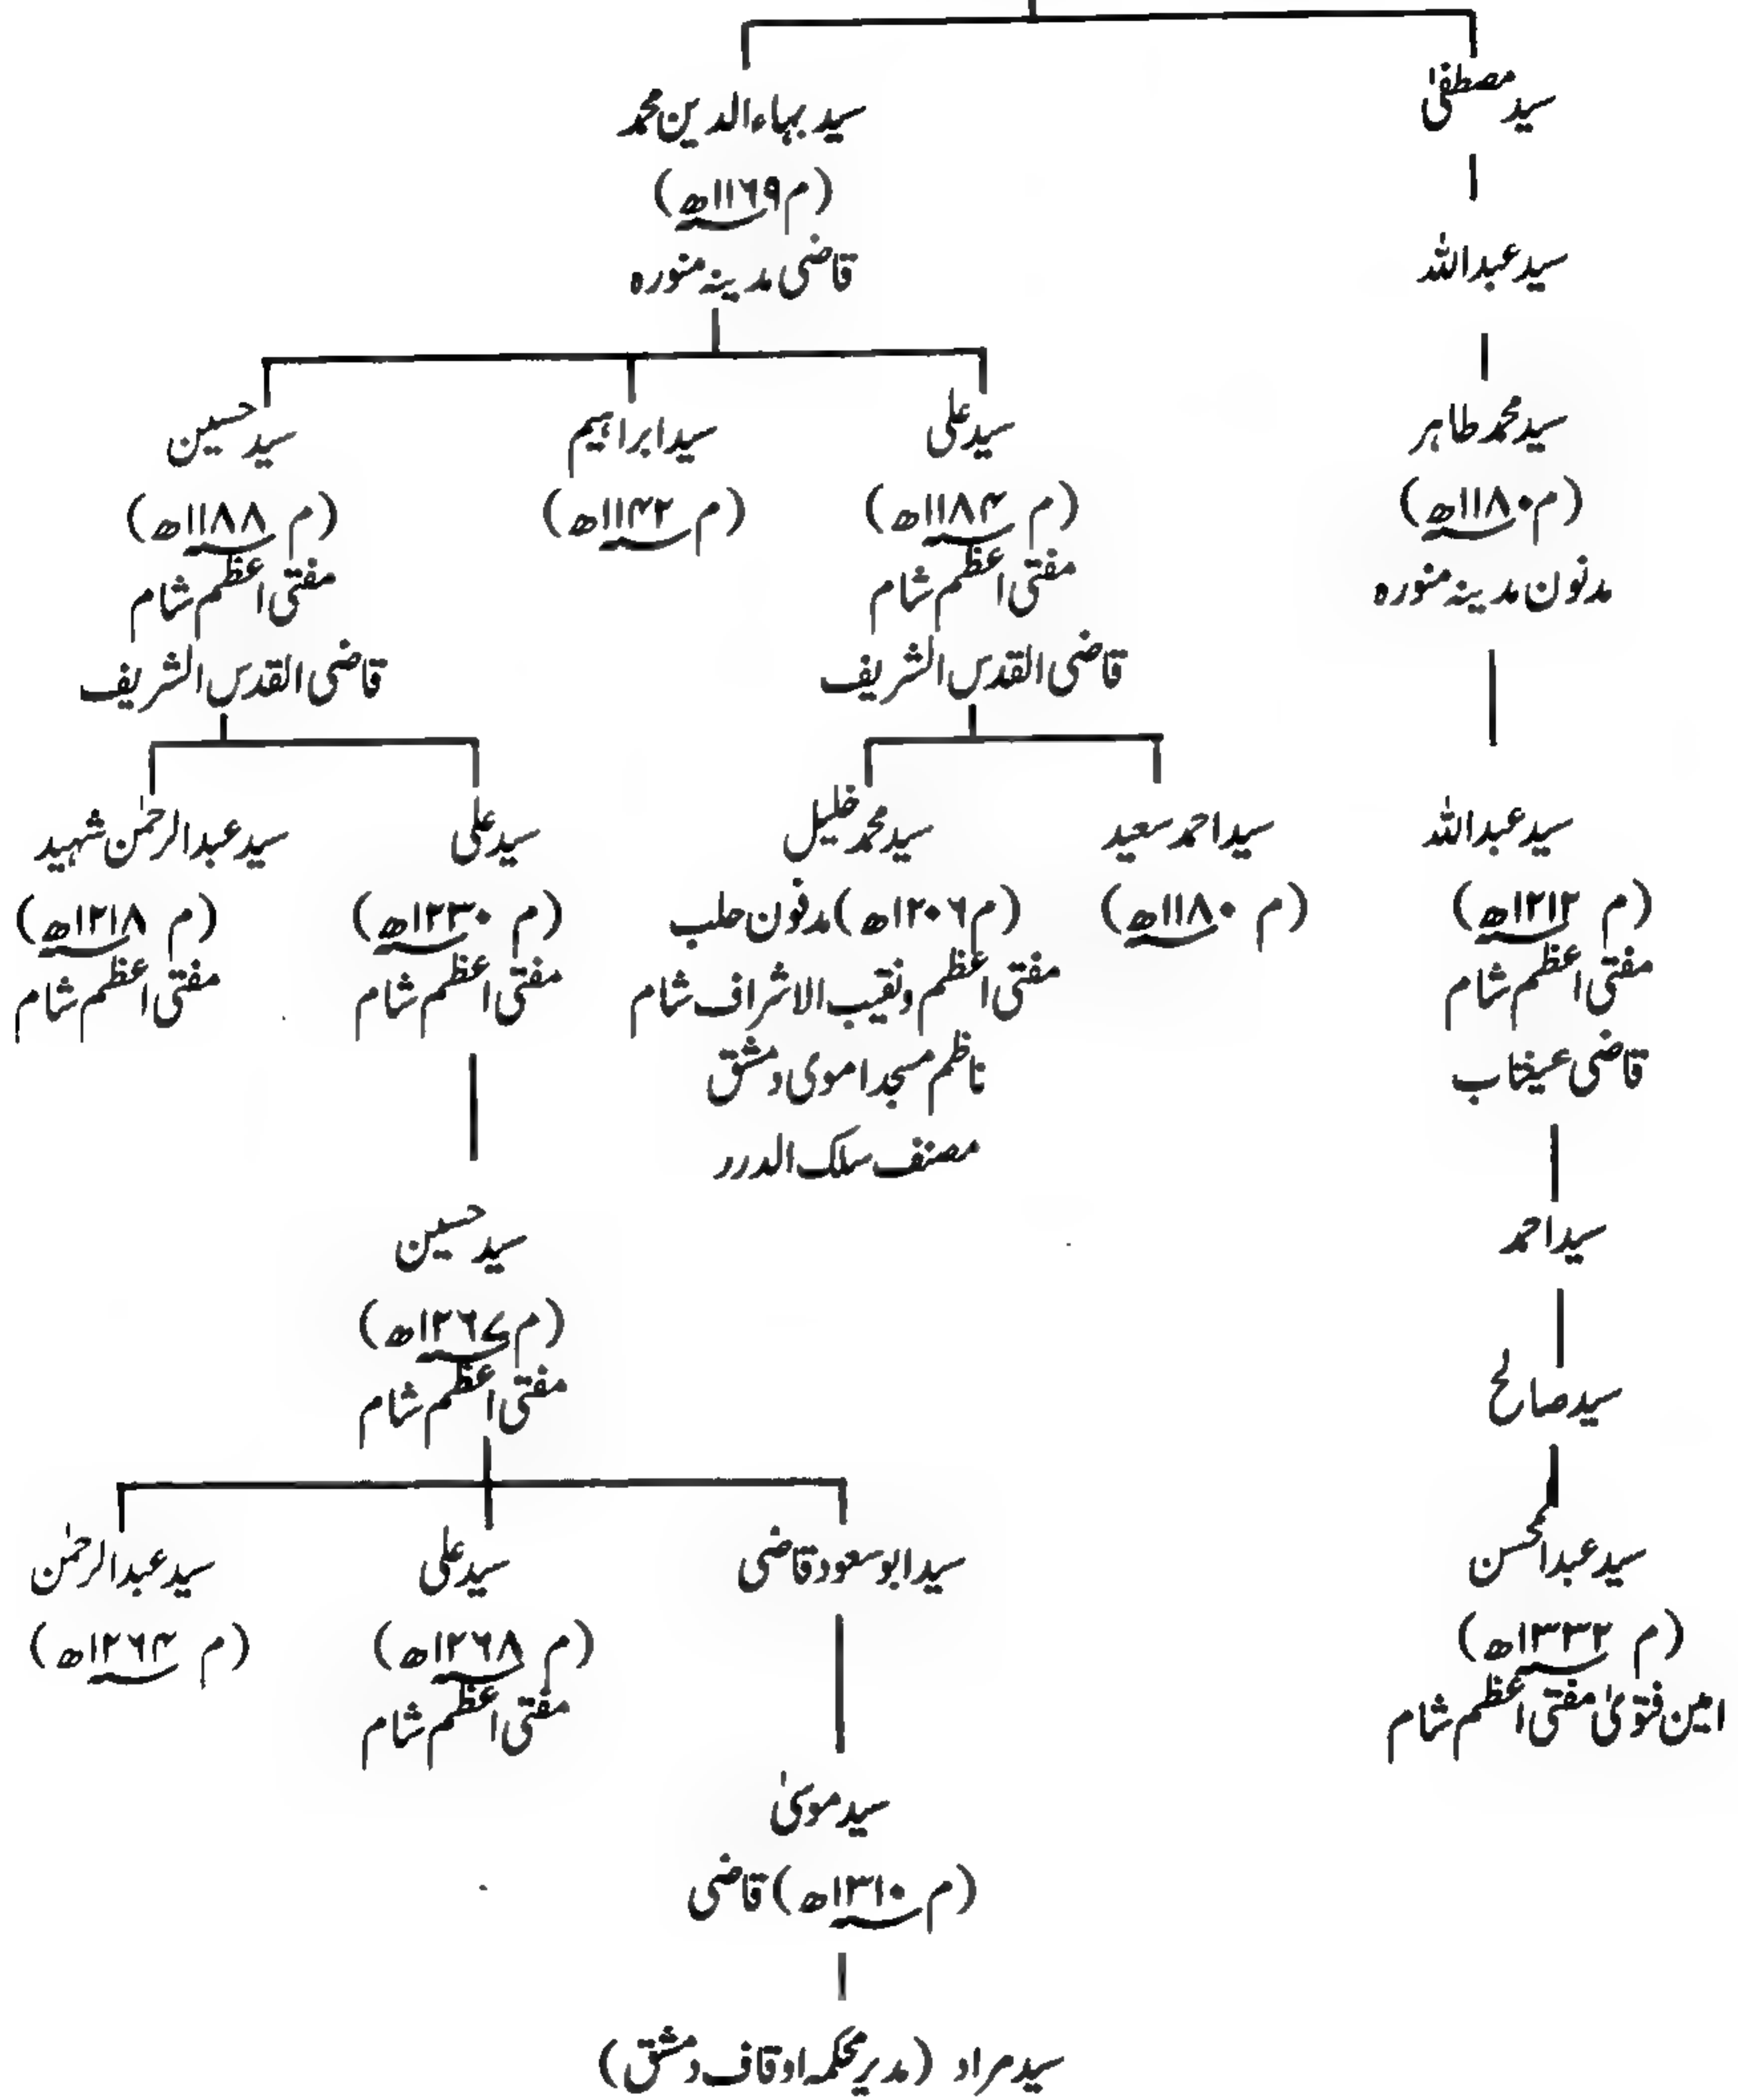 سید مصطفیٰ
سید بہاءالدین محمد
(م ۱۱۶۹ھ)
قاضی مدینہ منورہ
سید عبداللہ
سید محمد طاہر
(م ۱۱۸۰ھ)
مدفون مدینہ منورہ
سید علی
(م ۱۱۸۴ھ)
مفتی اعظم شام
قاضی القدس الشریف
سید ابراہیم
(م ۱۱۴۲ھ)
سید حسین
(م ۱۱۸۸ھ)
مفتی اعظم شام
قاضی القدس الشریف
سید عبداللہ
(م ۱۲۱۲ھ)
مفتی اعظم شام
قاضی عینتاب
سید احمد سعید
(م ۱۱۸۰ھ)
سید محمد خلیل
(م ۱۲۰۶ھ) مدفون حلب
مفتی اعظم و نقیب الاشراف شام
ناظم مسجد اموی دمشق
مصنف سلک الدرر
سید علی
(م ۱۲۳۰ھ)
مفتی اعظم شام
سید عبدالرحمٰن شہید
(م ۱۲۱۸ھ)
مفتی اعظم شام
سید احمد
سید حسین
(م ۱۲۶۷ھ)
مفتی اعظم شام
سید صالح
سید عبدالمحسن
(م ۱۳۳۲ھ)
امین فتویٰ مفتی اعظم شام
سید ابو سعود قاضی
سید علی
(م ۱۲۶۸ھ)
مفتی اعظم شام
سید عبدالرحمٰن
(م ۱۲۶۴ھ)
سید موسیٰ
(م ۱۳۱۰ھ) قاضی
سید مراد (مدیر محکمہ اوقاف دمشق)